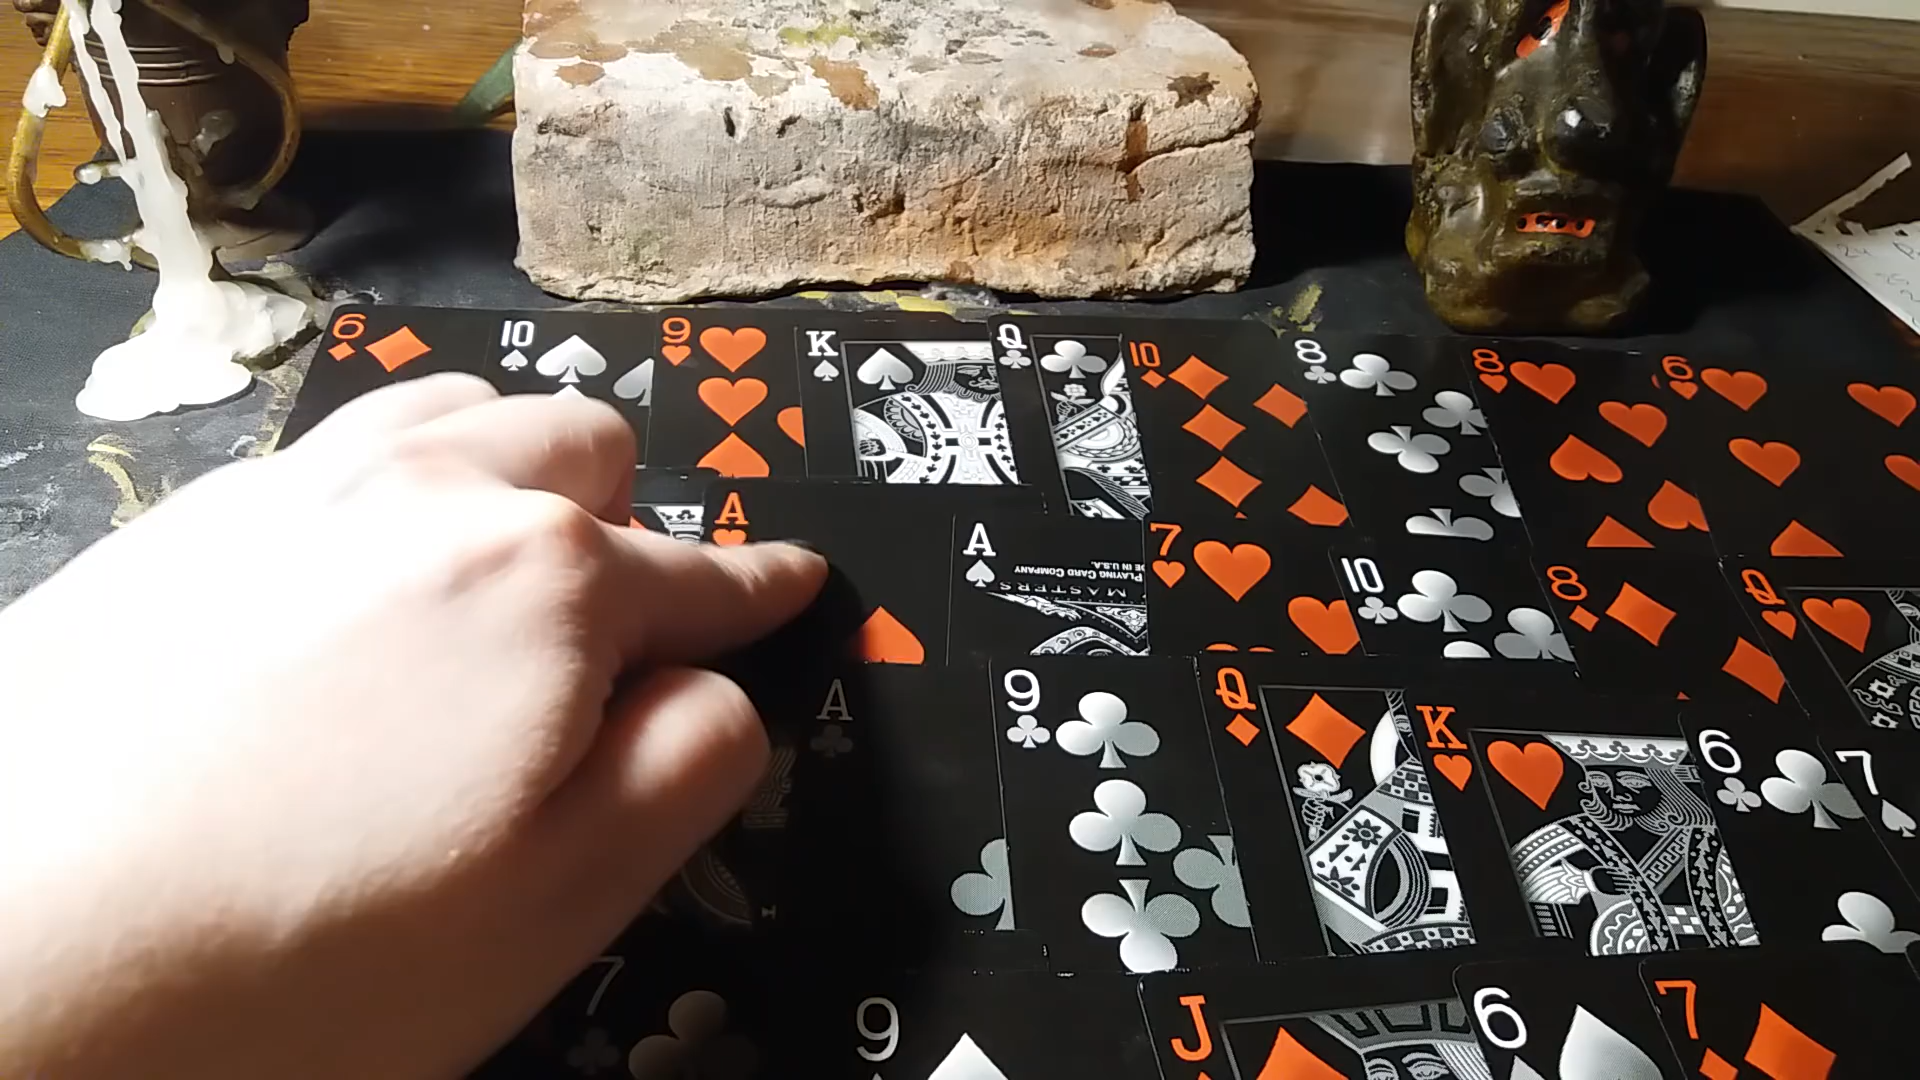 6 10 9 K Q 10 8 8 6
A A 7 10 8 Q
PLAYING CARD COMPANY
MASTERS
A 9 Q K 6 7
7 9 J 6 7